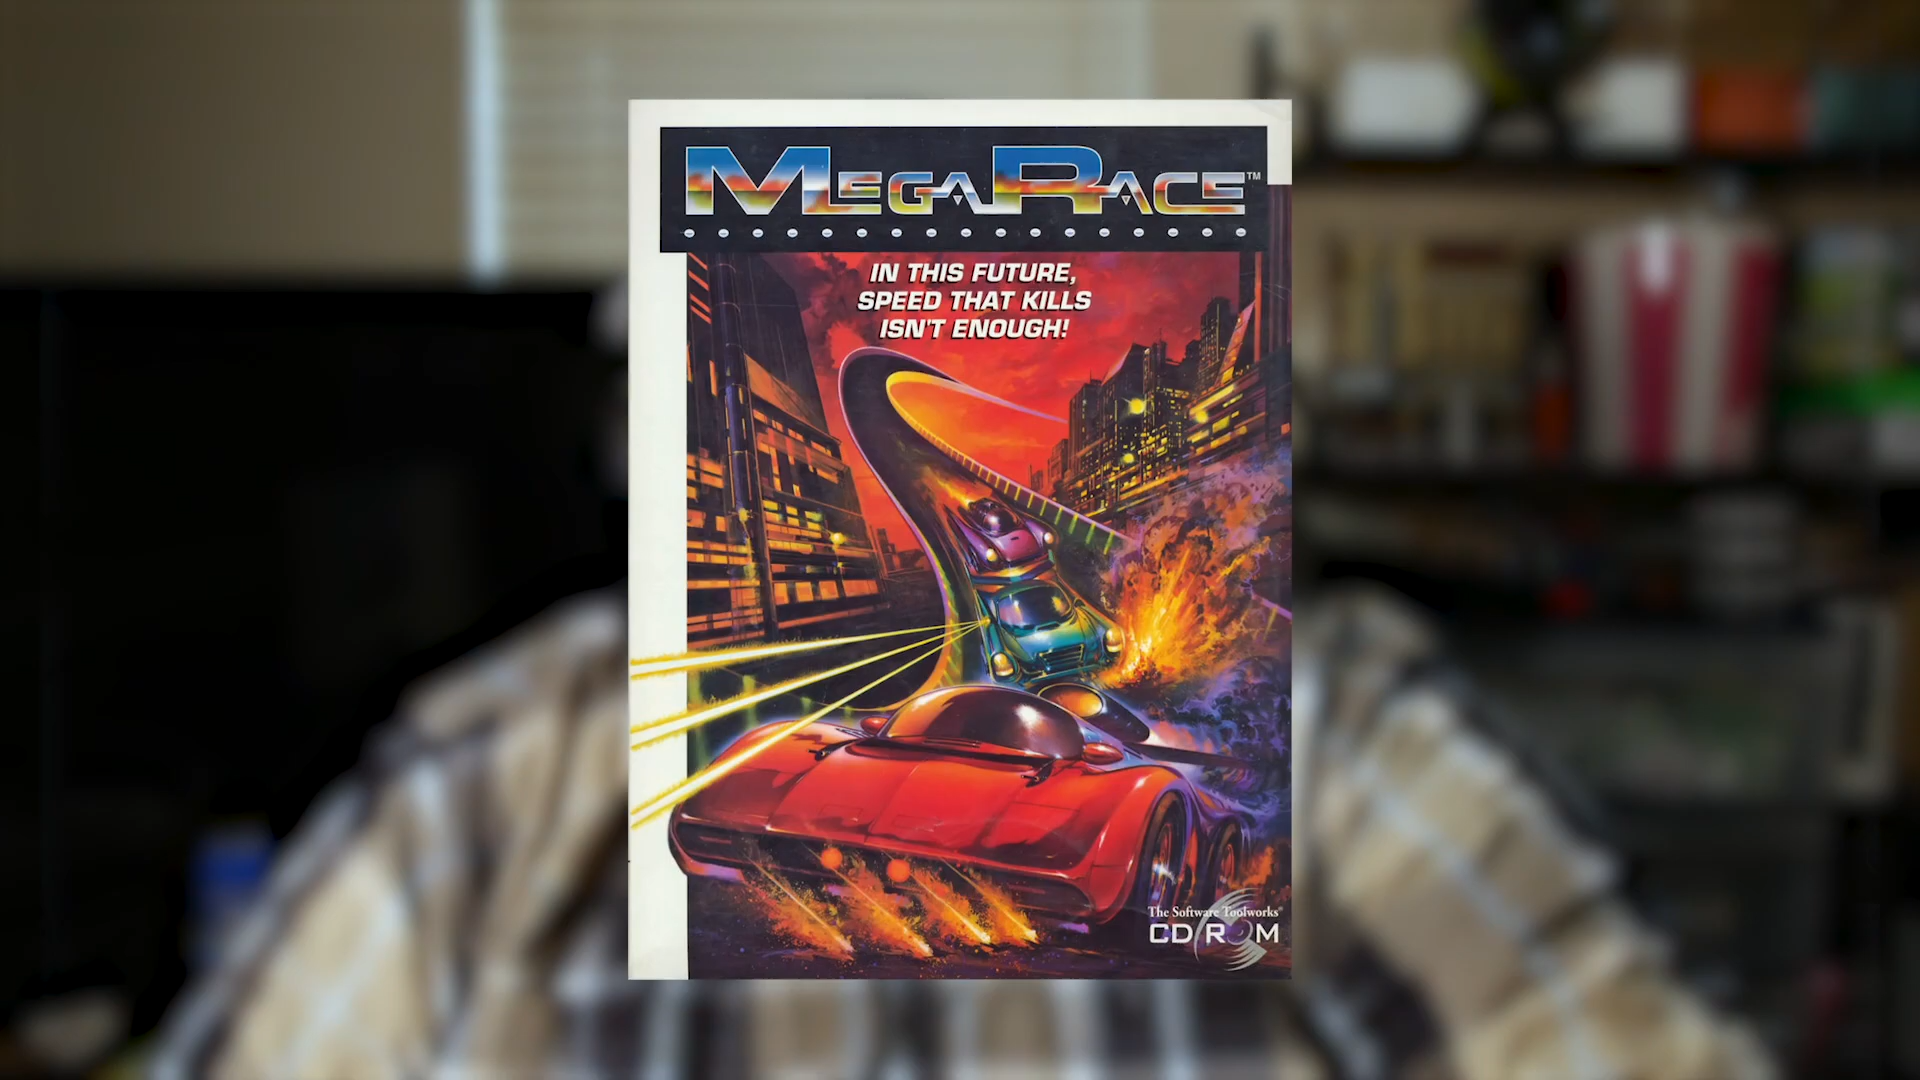 MEGARACE™
IN THIS FUTURE,
SPEED THAT KILLS
ISN'T ENOUGH!
The Software Toolworks®
CD ROM